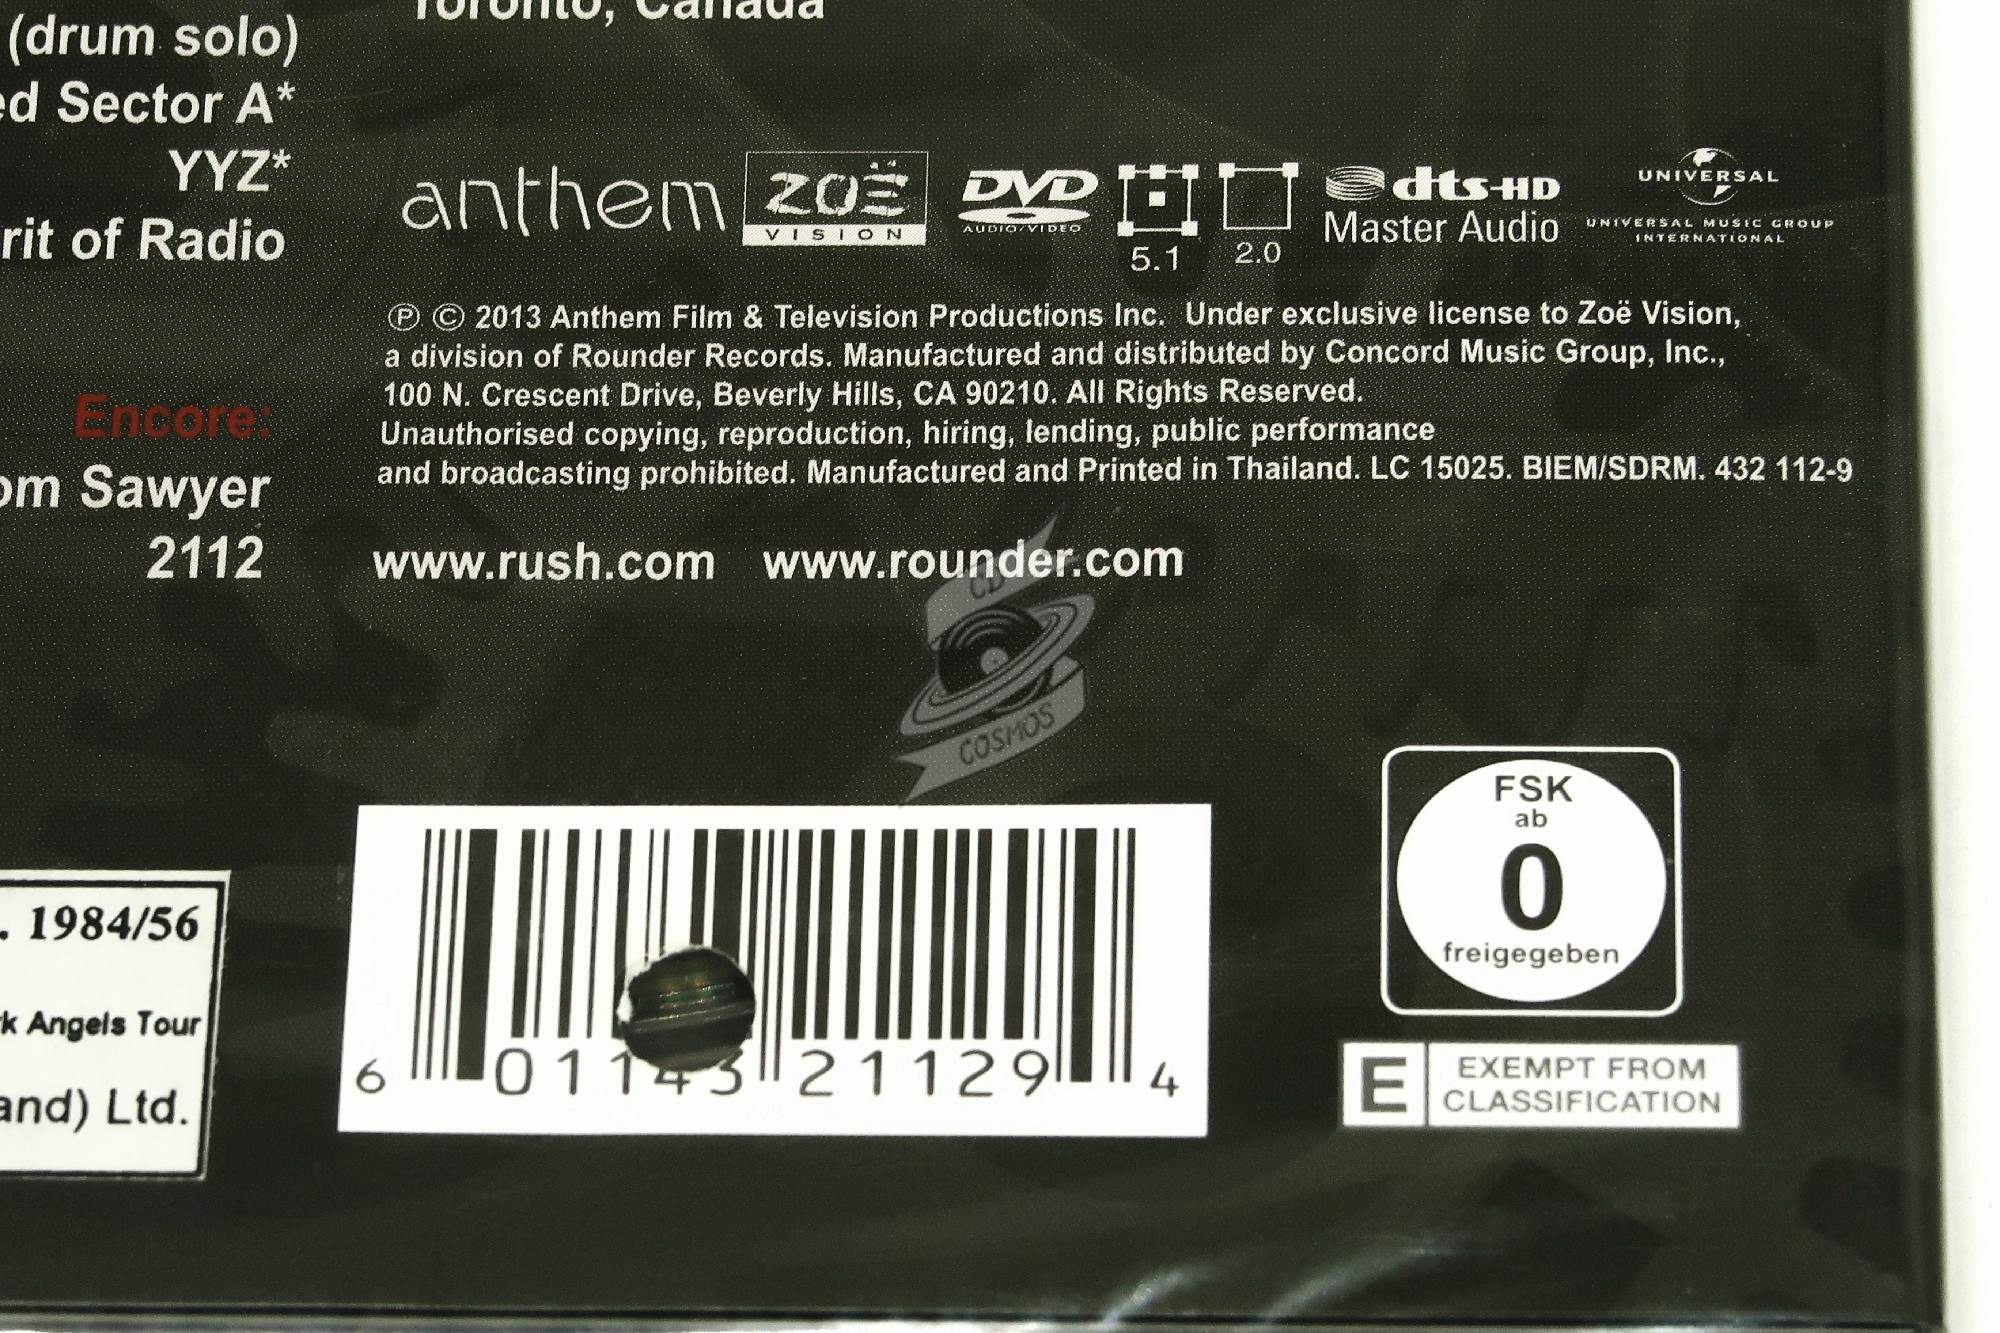 Toronto, Canada
(drum solo)
Sector A*
YYZ*
of Radio
Encore:
Sawyer
2112
anthem
ZOË
VISION
DVD
AUDIO/VIDEO
5.1
2.0
dts-HD
Master Audio
UNIVERSAL
UNIVERSAL MUSIC GROUP
INTERNATIONAL
Ⓟ © 2013 Anthem Film & Television Productions Inc. Under exclusive license to Zoë Vision,
a division of Rounder Records. Manufactured and distributed by Concord Music Group, Inc.,
100 N. Crescent Drive, Beverly Hills, CA 90210. All Rights Reserved.
Unauthorised copying, reproduction, hiring, lending, public performance
and broadcasting prohibited. Manufactured and Printed in Thailand. LC 15025. BIEM/SDRM. 432 112-9
www.rush.com www.rounder.com
CD
COSMOS
. 1984/56
Angels Tour
Ltd.
6 01143 21129 4
FSK
ab
0
freigegeben
E EXEMPT FROM
CLASSIFICATION